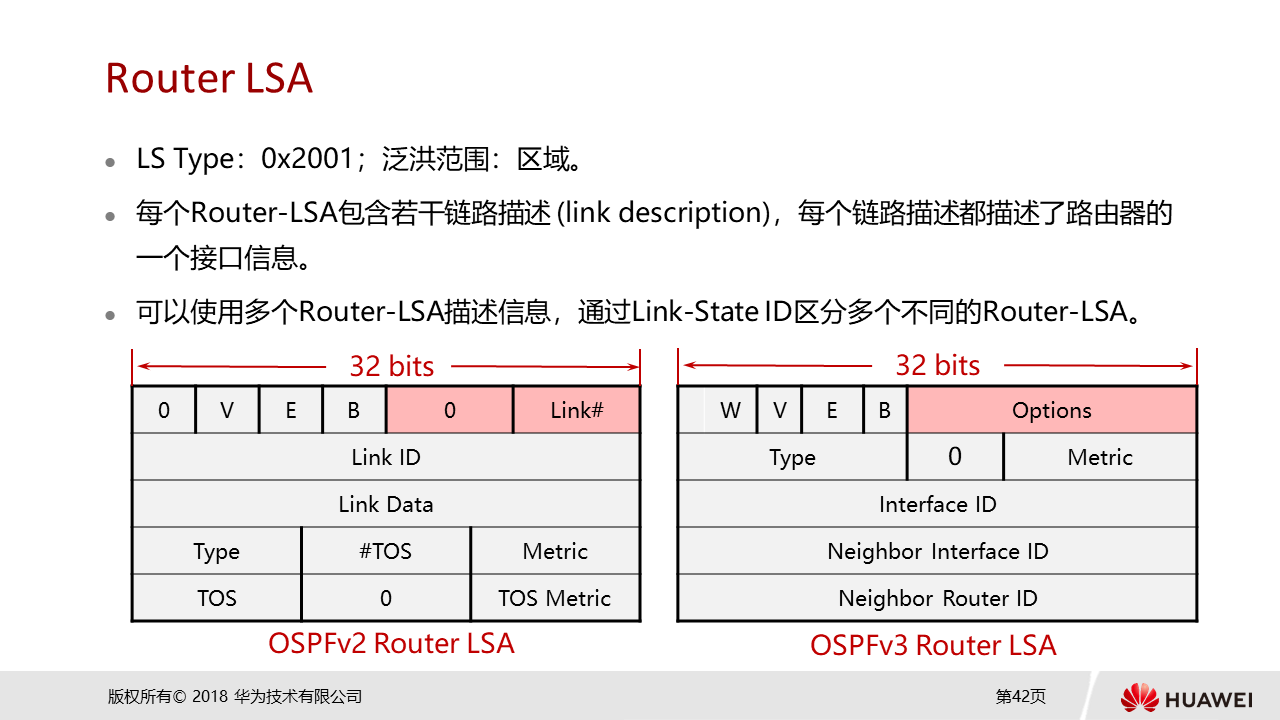 Router LSA
LS Type：0x2001；泛洪范围：区域。
每个Router-LSA包含若干链路描述 (link description)，每个链路描述都描述了路由器的
一个接口信息。
可以使用多个Router-LSA描述信息，通过Link-State ID区分多个不同的Router-LSA。
32 bits
0 V E B 0 Link#
Link ID
Link Data
Type #TOS Metric
TOS 0 TOS Metric
OSPFv2 Router LSA
32 bits
W V E B Options
Type 0 Metric
Interface ID
Neighbor Interface ID
Neighbor Router ID
OSPFv3 Router LSA
版权所有© 2018 华为技术有限公司
第42页
HUAWEI